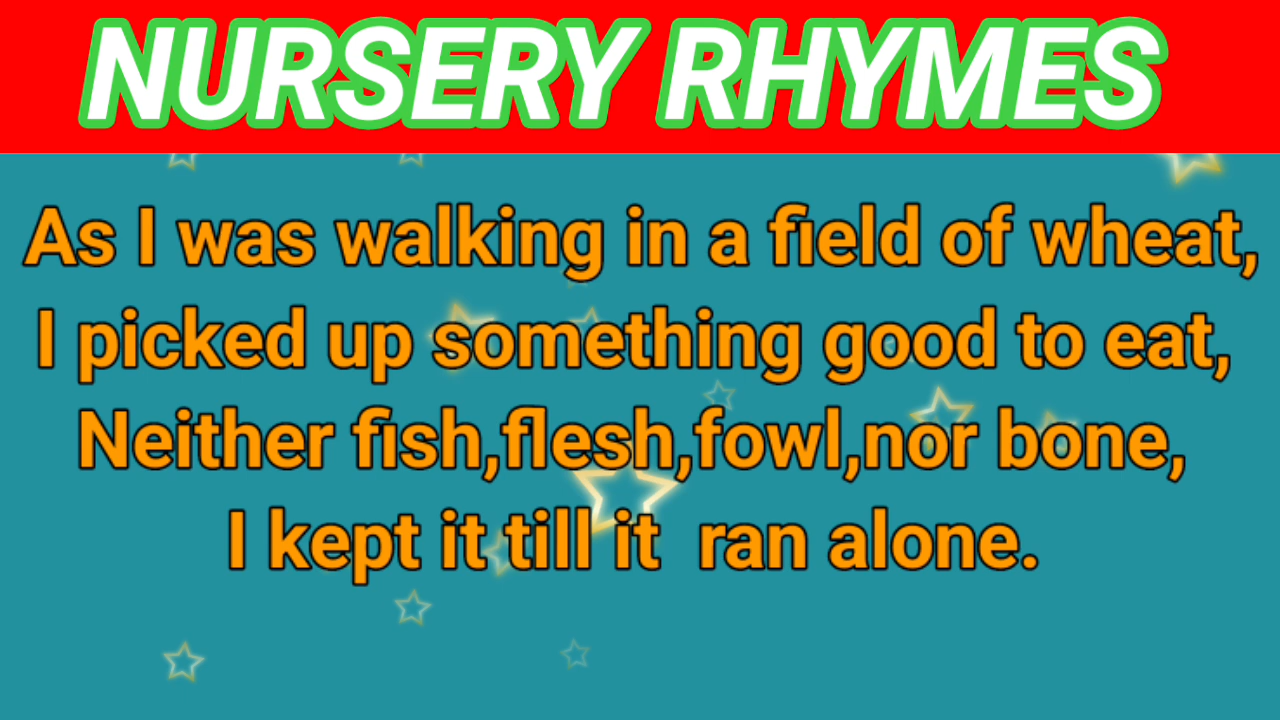 NURSERY RHYMES
As I was walking in a field of wheat,
I picked up something good to eat,
Neither fish,flesh,fowl,nor bone,
I kept it till it  ran alone.